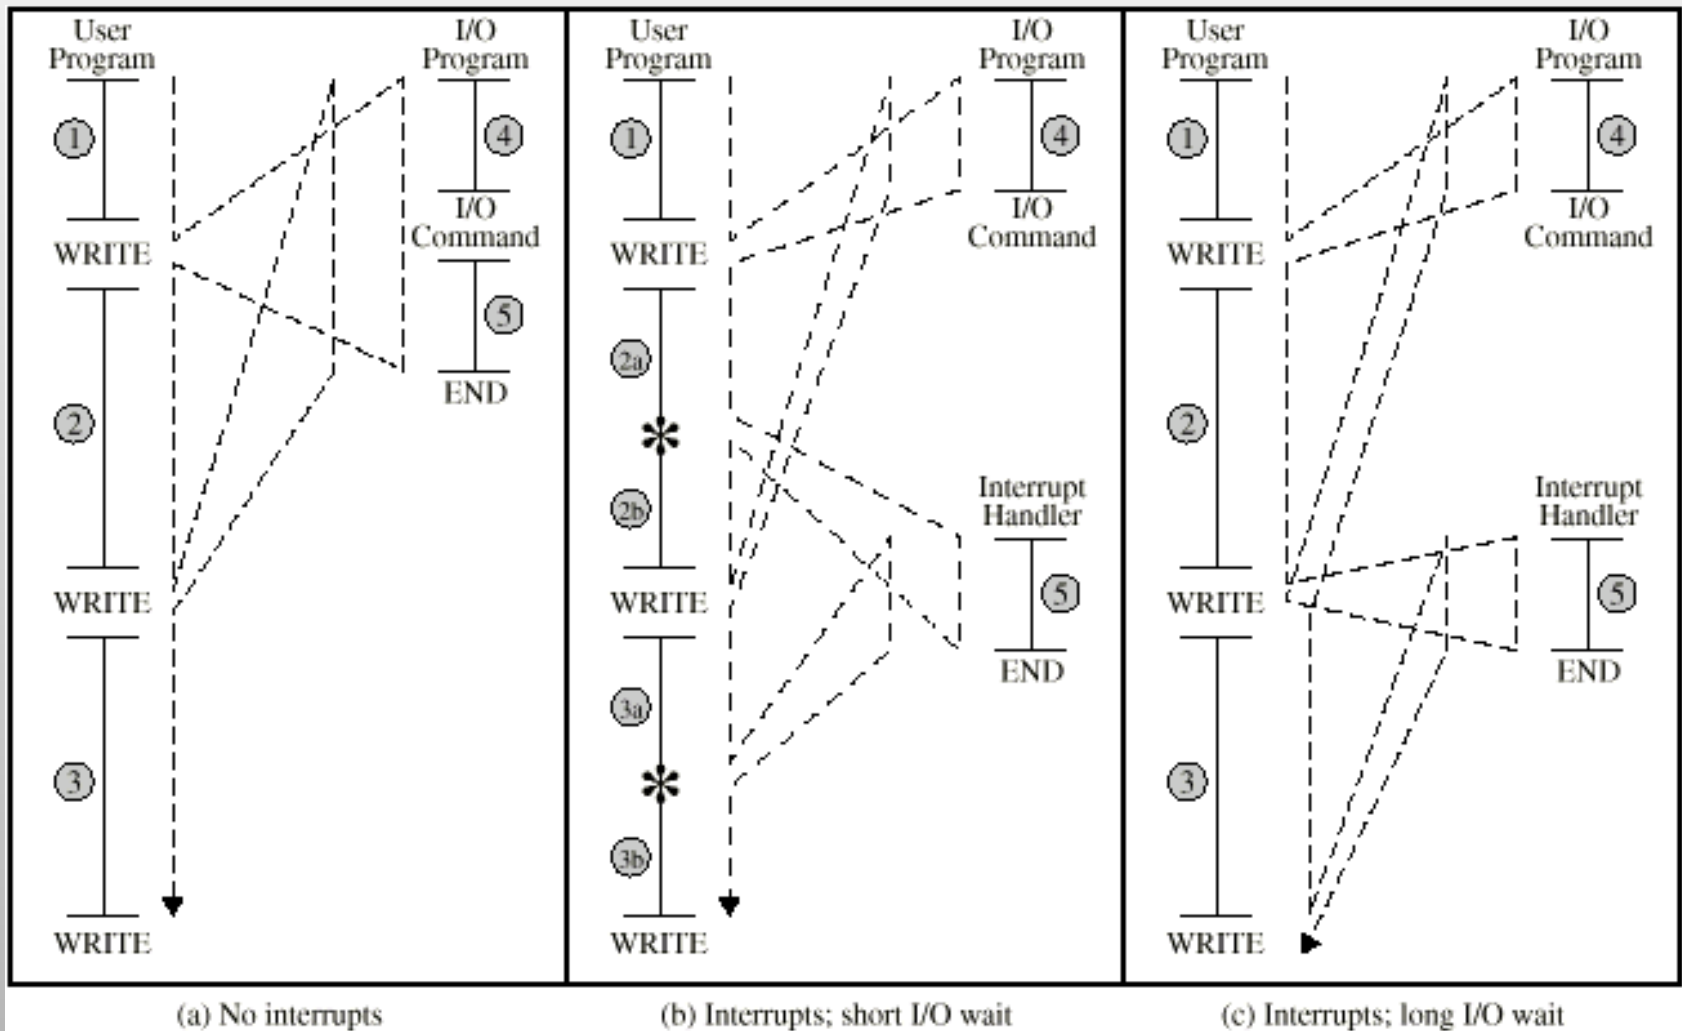 User
Program
I/O
Program
1
4
I/O
Command
WRITE
5
END
2
WRITE
3
WRITE
(a) No interrupts
User
Program
I/O
Program
1
4
I/O
Command
WRITE
2a
*
2b
Interrupt
Handler
5
END
WRITE
3a
*
3b
WRITE
(b) Interrupts; short I/O wait
User
Program
I/O
Program
1
4
I/O
Command
WRITE
2
Interrupt
Handler
5
END
WRITE
3
WRITE
(c) Interrupts; long I/O wait